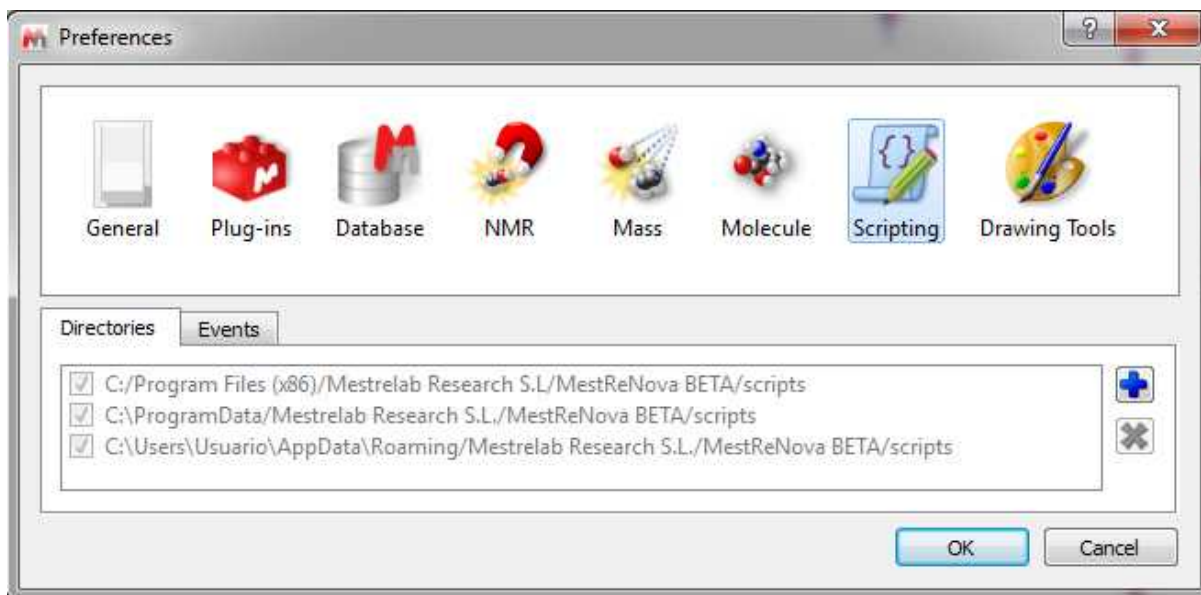 Preferences
General Plug-ins Database NMR Mass Molecule Scripting Drawing Tools
Directories Events
C:/Program Files (x86)/Mestrelab Research S.L/MestReNova BETA/scripts
C:\ProgramData/Mestrelab Research S.L./MestReNova BETA/scripts
C:\Users\Usuario\AppData\Roaming/Mestrelab Research S.L./MestReNova BETA/scripts
OK Cancel